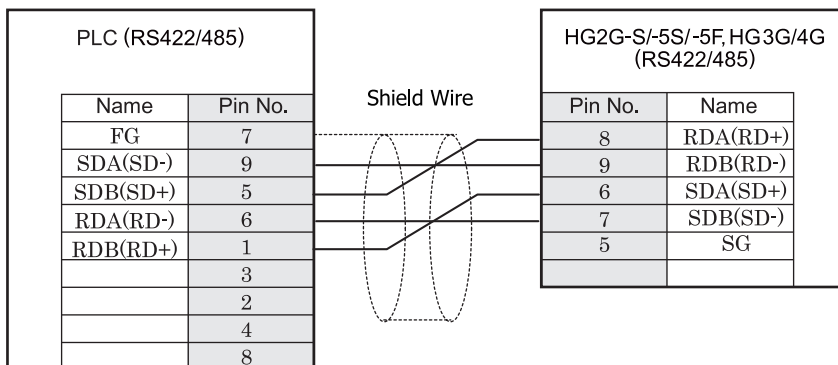 PLC (RS422/485)
Name Pin No.
FG 7
SDA(SD-) 9
SDB(SD+) 5
RDA(RD-) 6
RDB(RD+) 1
3
2
4
8
Shield Wire
HG2G-S/-5S/-5F, HG3G/4G
(RS422/485)
Pin No. Name
8 RDA(RD+)
9 RDB(RD-)
6 SDA(SD+)
7 SDB(SD-)
5 SG